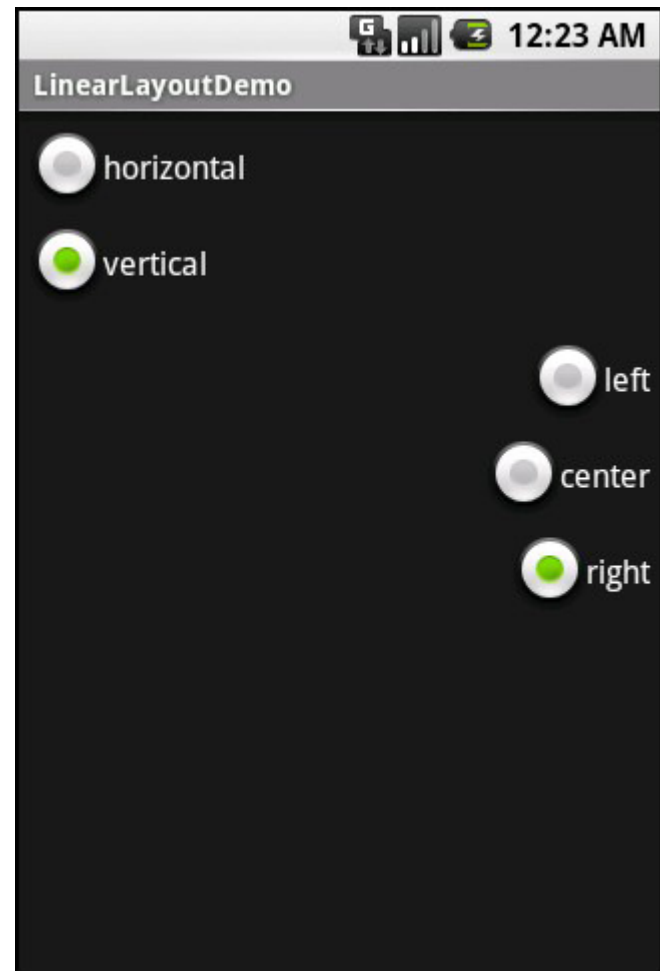 12:23 AM
LinearLayoutDemo
horizontal
vertical
left
center
right